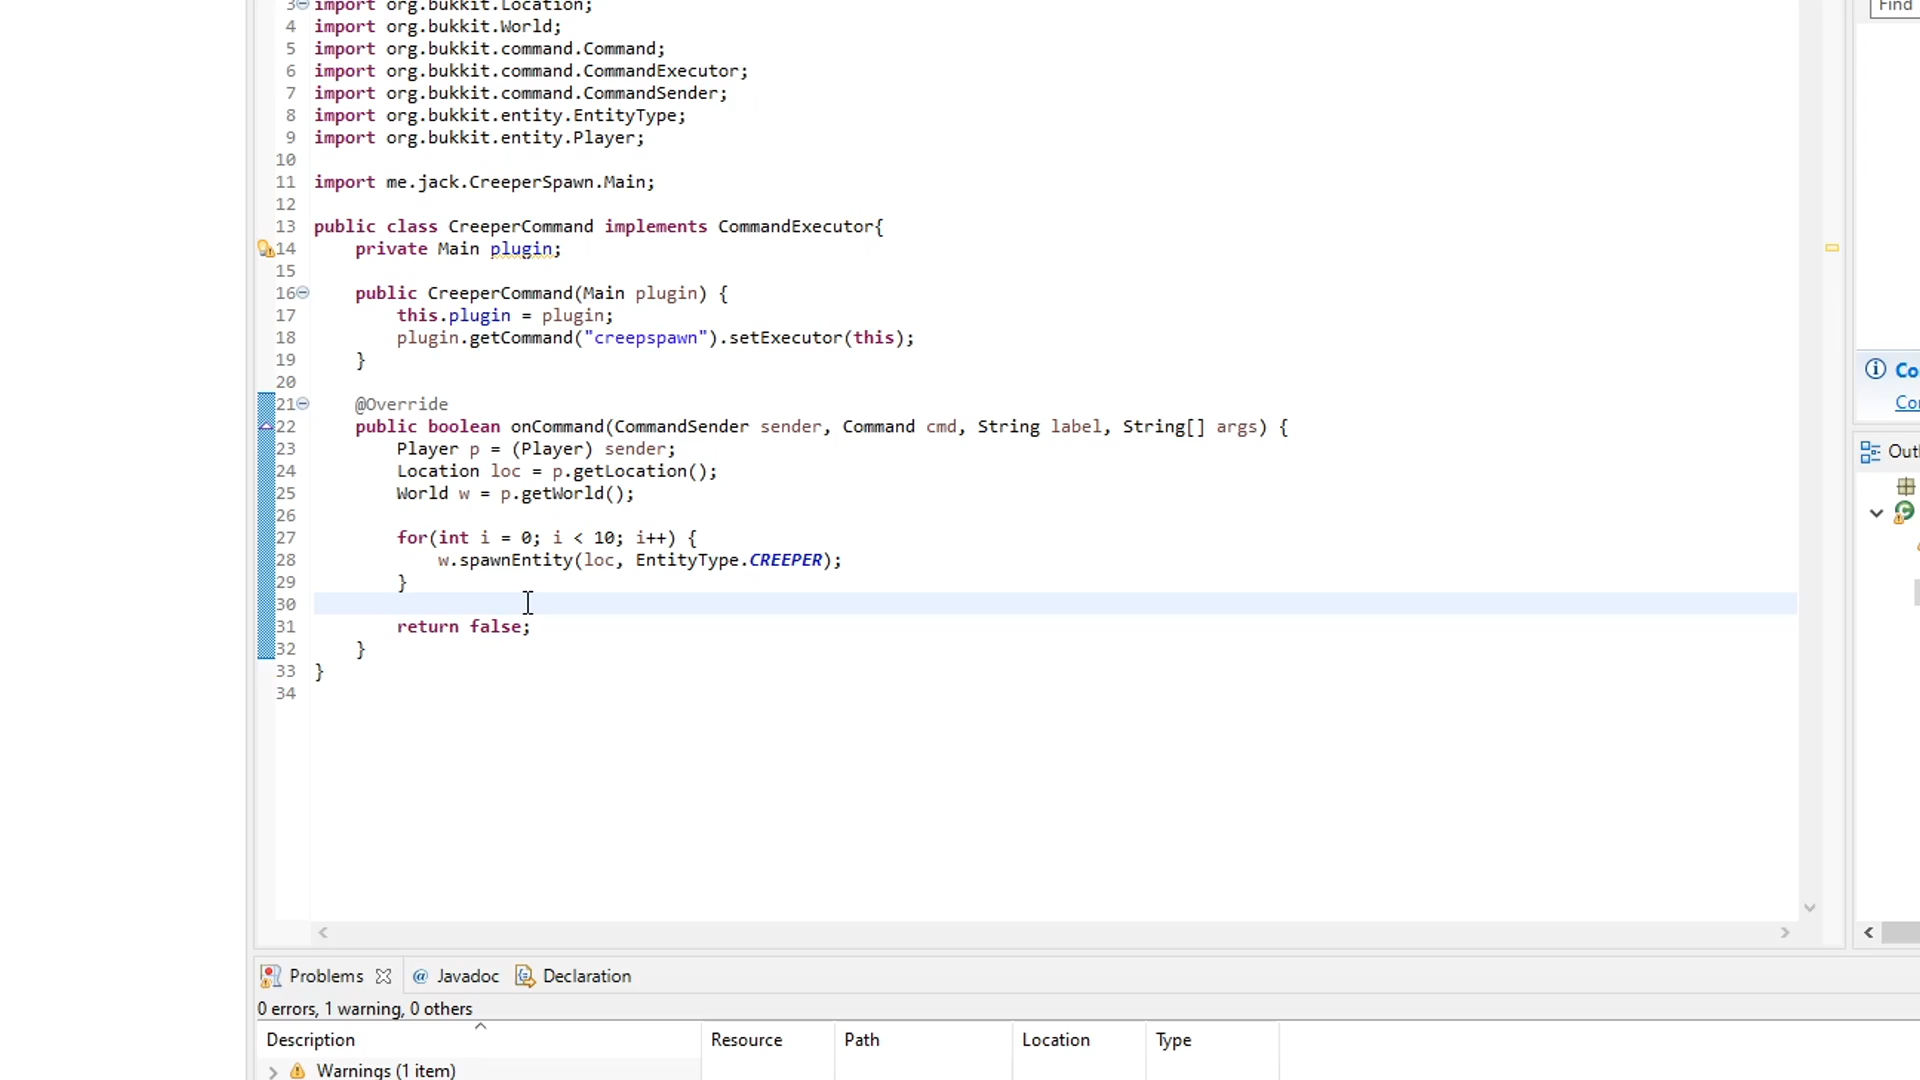 3 import org.bukkit.Location;
Find
4 import org.bukkit.World;
5 import org.bukkit.command.Command;
6 import org.bukkit.command.CommandExecutor;
7 import org.bukkit.command.CommandSender;
8 import org.bukkit.entity.EntityType;
9 import org.bukkit.entity.Player;
10
11 import me.jack.CreeperSpawn.Main;
12
13 public class CreeperCommand implements CommandExecutor{
14 private Main plugin;
15
16 public CreeperCommand(Main plugin) {
17 this.plugin = plugin;
18 plugin.getCommand("creepspawn").setExecutor(this);
19 }
20
21 @Override
22 public boolean onCommand(CommandSender sender, Command cmd, String label, String[] args) {
23 Player p = (Player) sender;
24 Location loc = p.getLocation();
25 World w = p.getWorld();
26
27 for(int i = 0; i < 10; i++) {
28 w.spawnEntity(loc, EntityType.CREEPER);
29 }
30
31 return false;
32 }
33 }
34
Co
Con
Outl
Problems @ Javadoc Declaration
0 errors, 1 warning, 0 others
Description Resource Path Location Type
Warnings (1 item)